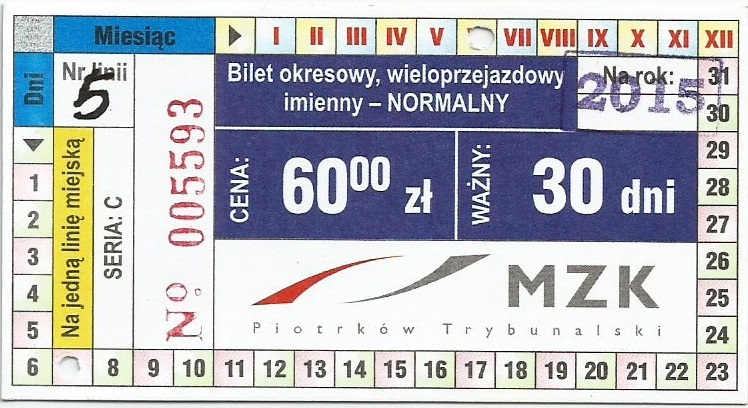 Miesiąc
I II III IV V VII VIII IX X XI XII
Dni
Nr linii
5
Na jedną linię miejską
SERIA: C
Nº 005593
Bilet okresowy, wieloprzejazdowy
imienny – NORMALNY
Na rok:
2015
CENA:
60⁰⁰ zł
WAŻNY:
30 dni
MZK
Piotrków Trybunalski
1
2
3
4
5
6
8 9 10 11 12 13 14 15 16 17 18 19 20 21 22 23
24
25
26
27
28
29
30
31